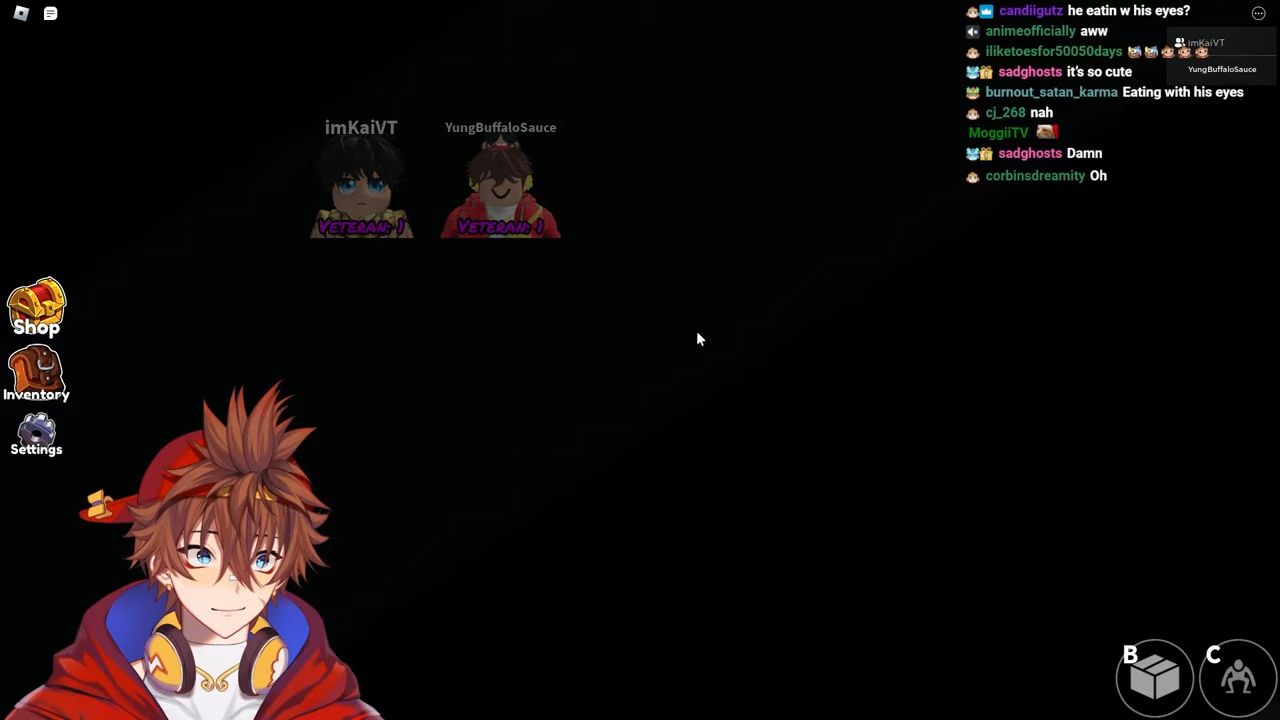 candiigutz he eatin w his eyes?
animeofficially aww
imKaiVT
iliketoesfor50050days
YungBuffaloSauce
sadghosts it's so cute
burnout_satan_karma Eating with his eyes
cj_268 nah
MoggiiTV
sadghosts Damn
corbinsdreamity Oh
imKaiVT
YungBuffaloSauce
Veteran: 1
Veteran: 1
Shop
Inventory
Settings
B
C